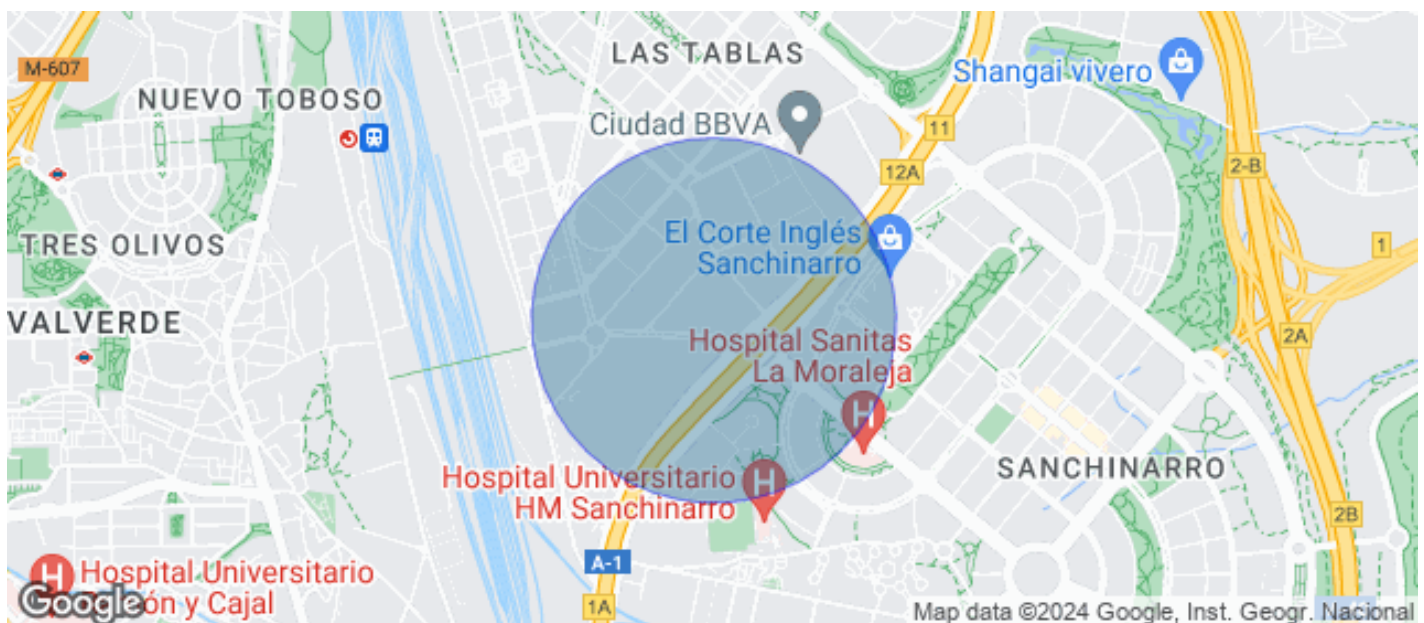 LAS TABLAS
M-607
Shangai vivero
NUEVO TOBOSO
Ciudad BBVA
11
2-B
12A
TRES OLIVOS
El Corte Inglés
Sanchinarro
1
VALVERDE
Hospital Sanitas
La Moraleja
2A
SANCHINARRO
Hospital Universitario
HM Sanchinarro
2B
A-1
Hospital Universitario
y Cajal
1A
Google
Map data ©2024 Google, Inst. Geogr. Nacional